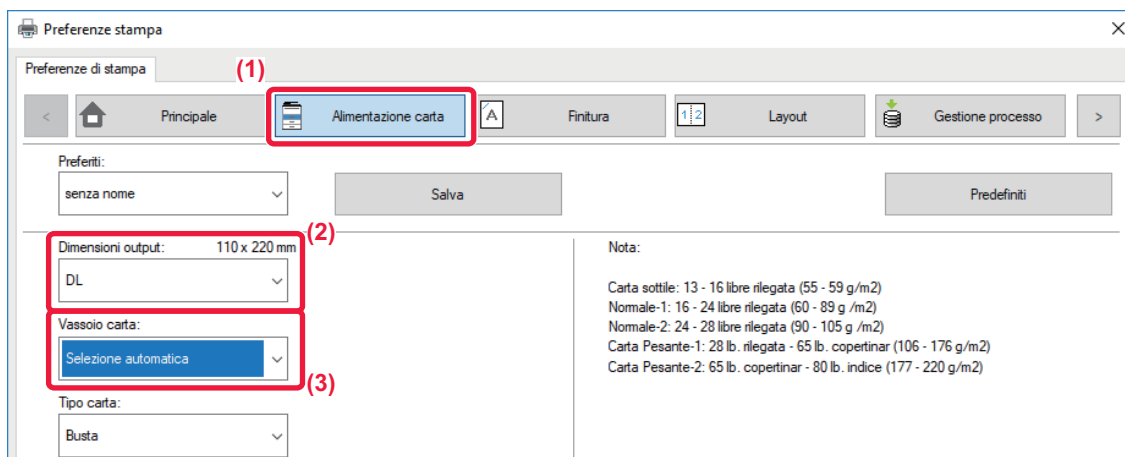 Preferenze stampa
Preferenze di stampa
(1)
< Principale Alimentazione carta A Finitura 1 2 Layout Gestione processo >
Preferiti:
senza nome Salva Predefiniti
Dimensioni output: 110 x 220 mm (2) Nota:
DL
Carta sottile: 13 - 16 libre rilegata (55 - 59 g/m2)
Normale-1: 16 - 24 libre rilegata (60 - 89 g/m2)
Normale-2: 24 - 28 libre rilegata (90 - 105 g /m2)
Carta Pesante-1: 28 lb. rilegata - 65 lb. copertinar (106 - 176 g/m2)
Carta Pesante-2: 65 lb. copertinar - 80 lb. indice (177 - 220 g/m2)
Vassoio carta:
Selezione automatica
(3)
Tipo carta:
Busta